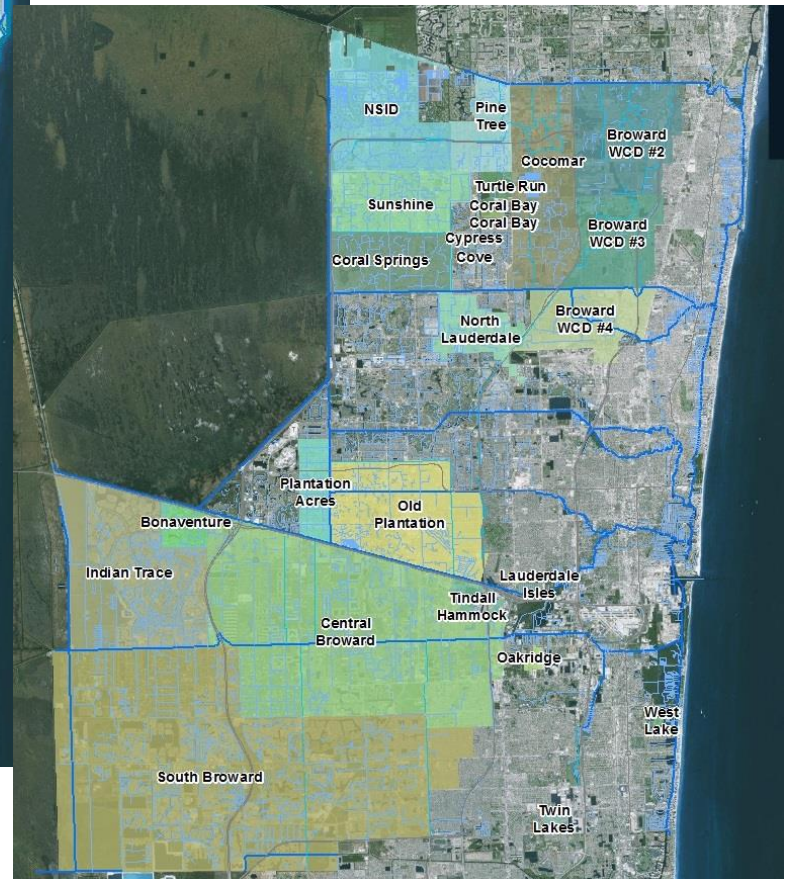 NSID
Pine
Tree
Broward
WCD #2
Cocomar
Turtle Run
Sunshine
Coral Bay
Coral Bay
Broward
WCD #3
Cypress
Cove
Coral Springs
North
Lauderdale
Broward
WCD #4
Plantation
Acres
Old
Plantation
Bonaventure
Indian Trace
Lauderdale
Isles
Tindall
Hammock
Central
Broward
Oakridge
West
Lake
South Broward
Twin
Lakes